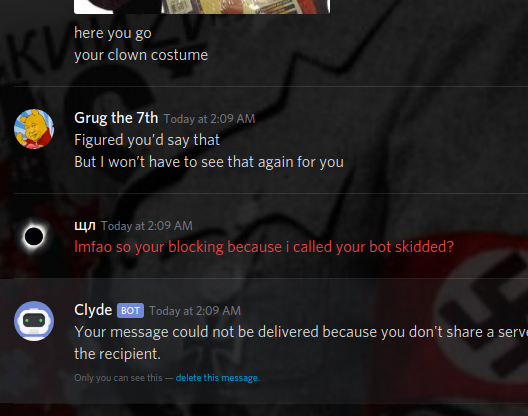 here you go
your clown costume
Grug the 7th Today at 2:09 AM
Figured you'd say that
But I won't have to see that again for you
щл Today at 2:09 AM
lmfao so your blocking because i called your bot skidded?
Clyde BOT Today at 2:09 AM
Your message could not be delivered because you don't share a serve
the recipient.
Only you can see this — delete this message.